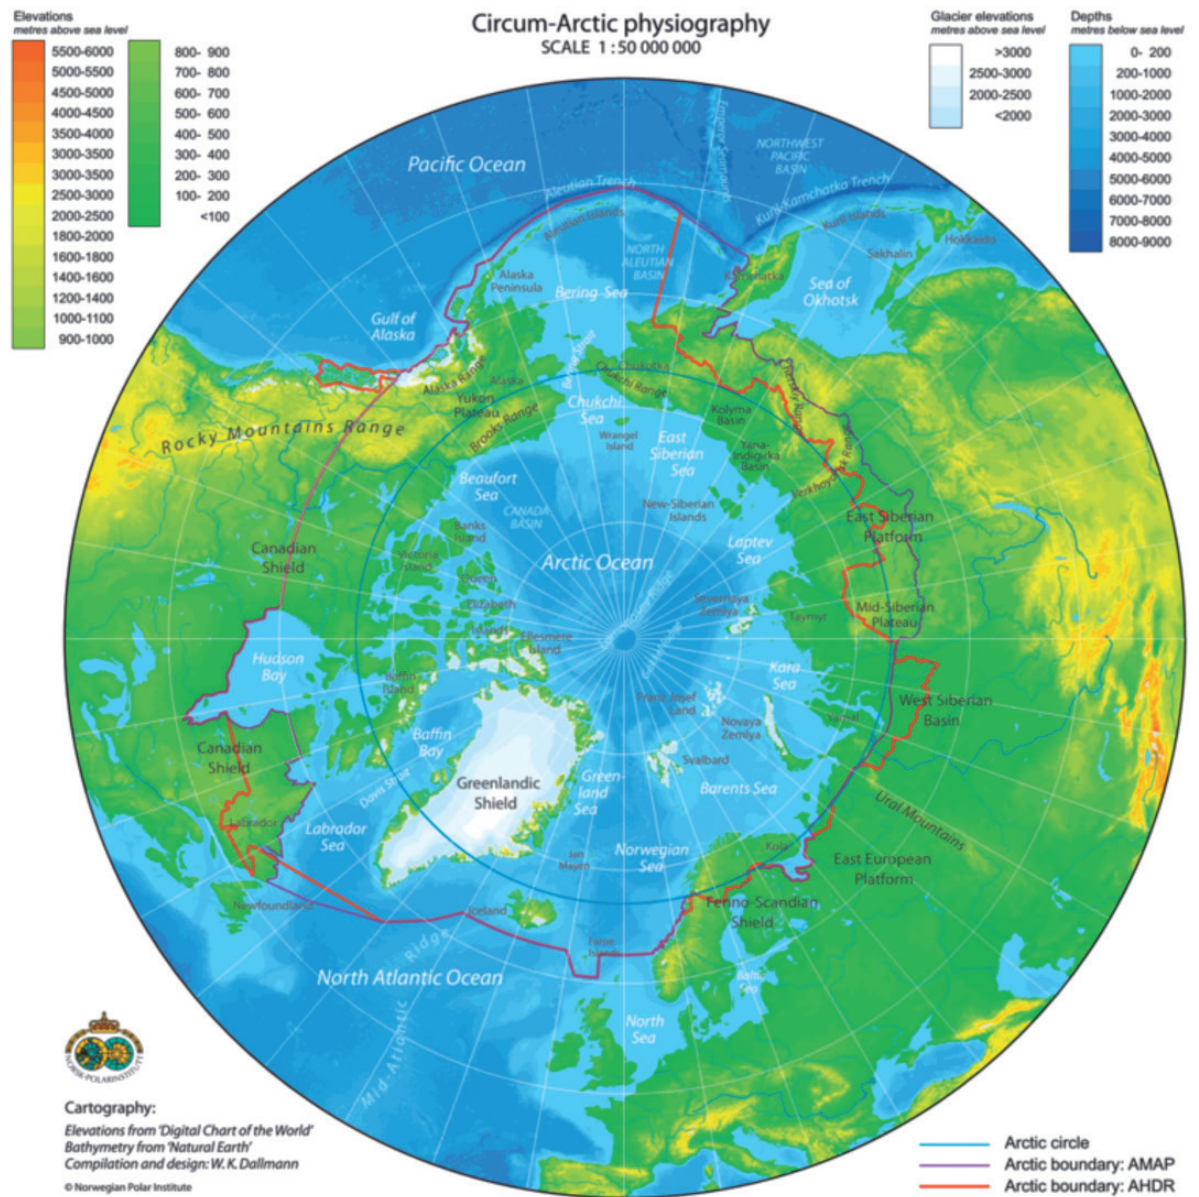 Circum-Arctic physiography
SCALE 1 : 50 000 000
Elevations
metres above sea level
5500-6000
5000-5500
4500-5000
4000-4500
3500-4000
3000-3500
2500-3000
2000-2500
1800-2000
1600-1800
1400-1600
1200-1400
1000-1100
900-1000
800- 900
700- 800
600- 700
500- 600
400- 500
300- 400
200- 300
100- 200
<100
Glacier elevations
metres above sea level
>3000
2500-3000
2000-2500
<2000
Depths
metres below sea level
0- 200
200-1000
1000-2000
2000-3000
3000-4000
4000-5000
5000-6000
6000-7000
7000-8000
8000-9000
Pacific Ocean
Emperor Seamounts
NORTHWEST
PACIFIC
BASIN
Aleutian Trench
Kuril Kamchatka Trench
Aleutian Islands
Kuril Islands
Hokkaido
Sakhalin
NORTH
ALEUTIAN
BASIN
Kamchatka
Alaska
Peninsula
Bering Sea
Sea of
Okhotsk
Gulf of
Alaska
Alaska Range
Alaska
Chukotka
Chukchi Range
Yukon
Plateau
Brooks Range
Chukchi
Sea
Kolyma
Basin
Rocky Mountains Range
Wrangel
Island
East
Siberian
Sea
Yana-
Indigirka
Basin
Beaufort
Sea
CANADA
BASIN
New-Siberian
Islands
East Siberian
Platform
Banks
Island
Laptev
Sea
Canadian
Shield
Victoria
Island
Arctic Ocean
Queen
Elizabeth
Islands
Severnaya
Zemlya
Taymyr
Mid-Siberian
Plateau
Ellesmere
Island
Hudson
Bay
Baffin
Island
Kara
Sea
Franz Josef
Land
Novaya
Zemlya
Yamal
West Siberian
Basin
Canadian
Shield
Baffin
Bay
Svalbard
Davis Strait
Greenlandic
Shield
Green-
land
Sea
Barents Sea
Ural Mountains
Labrador
Labrador
Sea
Jan
Mayen
Norwegian
Sea
Kola
East European
Platform
Newfoundland
Iceland
Fenno-Scandian
Shield
Faroe
Islands
North Atlantic Ocean
Mid-Atlantic Ridge
Baltic
Sea
North
Sea
NORSK-POLARINSTITUTT
Cartography:
Elevations from 'Digital Chart of the World'
Bathymetry from 'Natural Earth'
Compilation and design: W. K. Dallmann
© Norwegian Polar Institute
Arctic circle
Arctic boundary: AMAP
Arctic boundary: AHDR